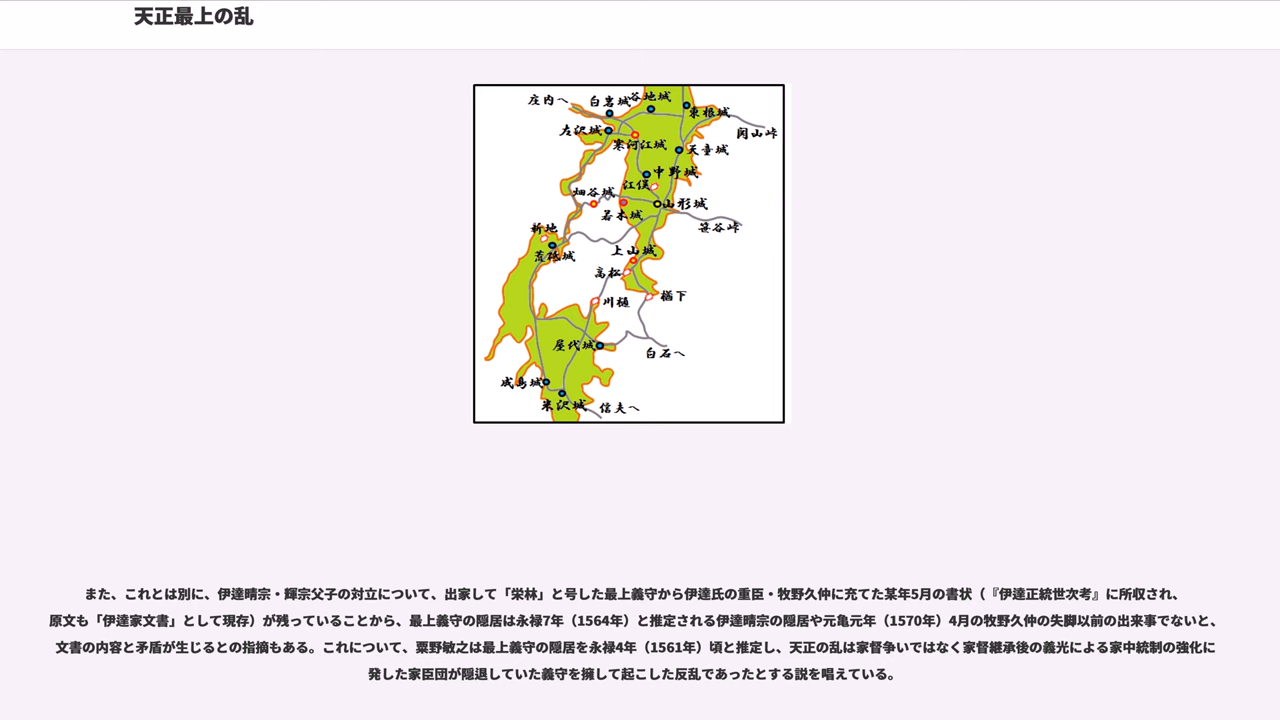 天正最上の乱
庄内へ
白岩城
谷地城
東根城
関山峠
左沢城
寒河江城
天童城
中野城
江俣
畑谷城
若木城
山形城
笹谷峠
新地
荒砥城
上山城
高松
川樋
楢下
屋代城
白石へ
成島城
米沢城
信夫へ
また、これとは別に、伊達晴宗・輝宗父子の対立について、出家して「栄林」と号した最上義守から伊達氏の重臣・牧野久仲に充てた某年5月の書状（『伊達正統世次考』に所収され、
原文も「伊達家文書」として現存）が残っていることから、最上義守の隠居は永禄7年（1564年）と推定される伊達晴宗の隠居や元亀元年（1570年）4月の牧野久仲の失脚以前の出来事でないと、
文書の内容と矛盾が生じるとの指摘もある。これについて、粟野敏之は最上義守の隠居を永禄4年（1561年）頃と推定し、天正の乱は家督争いではなく家督継承後の義光による家中統制の強化に
発した家臣団が隠退していた義守を擁して起こした反乱であったとする説を唱えている。